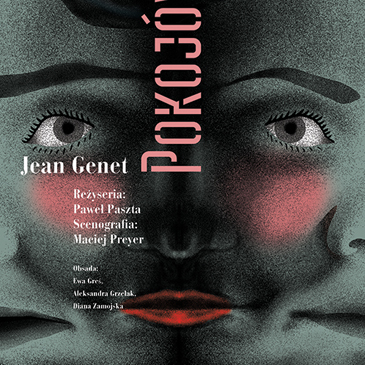 POKOJÓ
Jean Genet
Reżyseria:
Paweł Paszta
Scenografia:
Maciej Preyer
Obsada:
Ewa Greś,
Aleksandra Grzelak,
Diana Zamojska